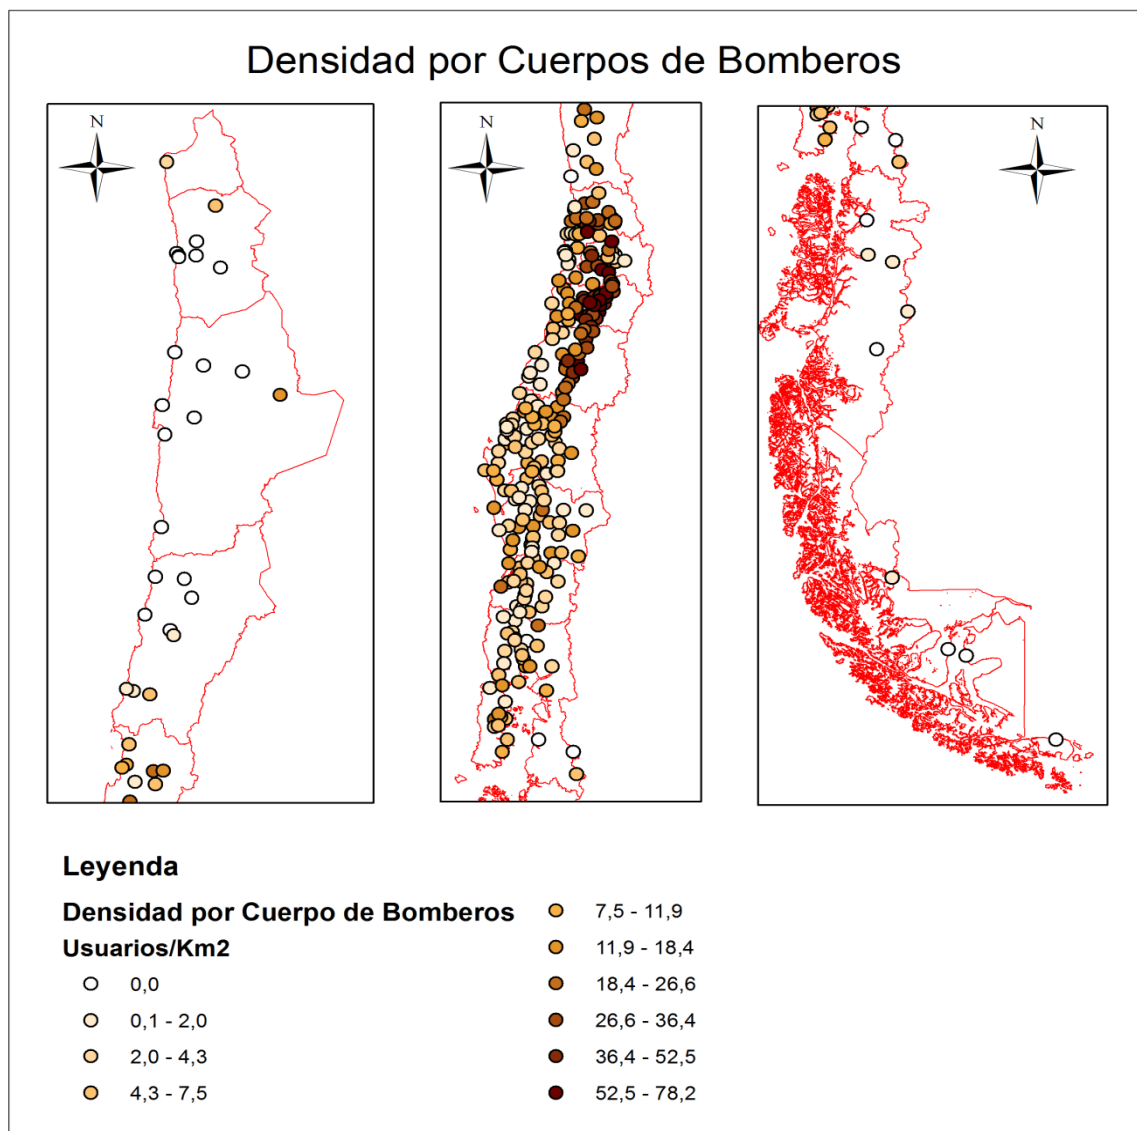 Densidad por Cuerpos de Bomberos
N
N
N
Leyenda
Densidad por Cuerpo de Bomberos
Usuarios/Km2
0,0
0,1 - 2,0
2,0 - 4,3
4,3 - 7,5
7,5 - 11,9
11,9 - 18,4
18,4 - 26,6
26,6 - 36,4
36,4 - 52,5
52,5 - 78,2